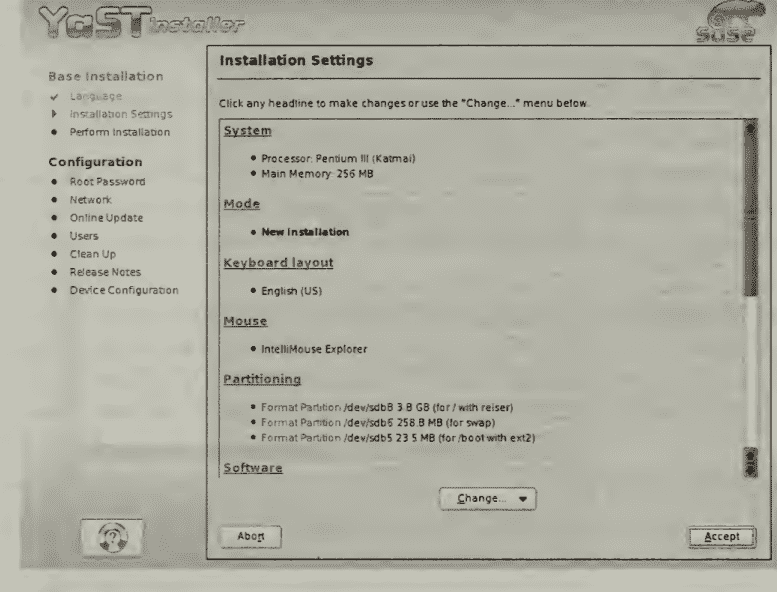 YaST installer
SuSE
Base Installation
Language
Installation Settings
Perform Installation
Configuration
Root Password
Network
Online Update
Users
Clean Up
Release Notes
Device Configuration
Installation Settings
Click any headline to make changes or use the "Change..." menu below.
System
Processor: Pentium III (Katmai)
Main Memory: 256 MB
Mode
New Installation
Keyboard layout
English (US)
Mouse
IntelliMouse Explorer
Partitioning
Format Partition /dev/sdb8 3.8 GB (for / with reiser)
Format Partition /dev/sdb6 258.8 MB (for swap)
Format Partition /dev/sdb5 23.5 MB (for /boot with ext2)
Software
Change...
?
Abort
Accept